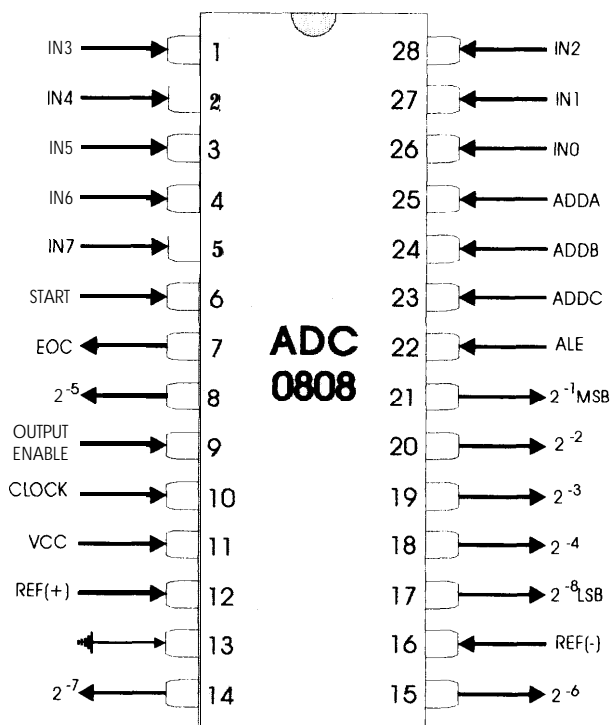 IN3 1 28 IN2
IN4 2 27 IN1
IN5 3 26 IN0
IN6 4 25 ADDA
IN7 5 24 ADDB
START 6 23 ADDC
EOC 7 22 ALE
ADC
0808
2⁻⁵ 8 21 2⁻¹MSB
OUTPUT
ENABLE 9 20 2⁻²
CLOCK 10 19 2⁻³
VCC 11 18 2⁻⁴
REF(+) 12 17 2⁻⁸LSB
13 16 REF(-)
2⁻⁷ 14 15 2⁻⁶